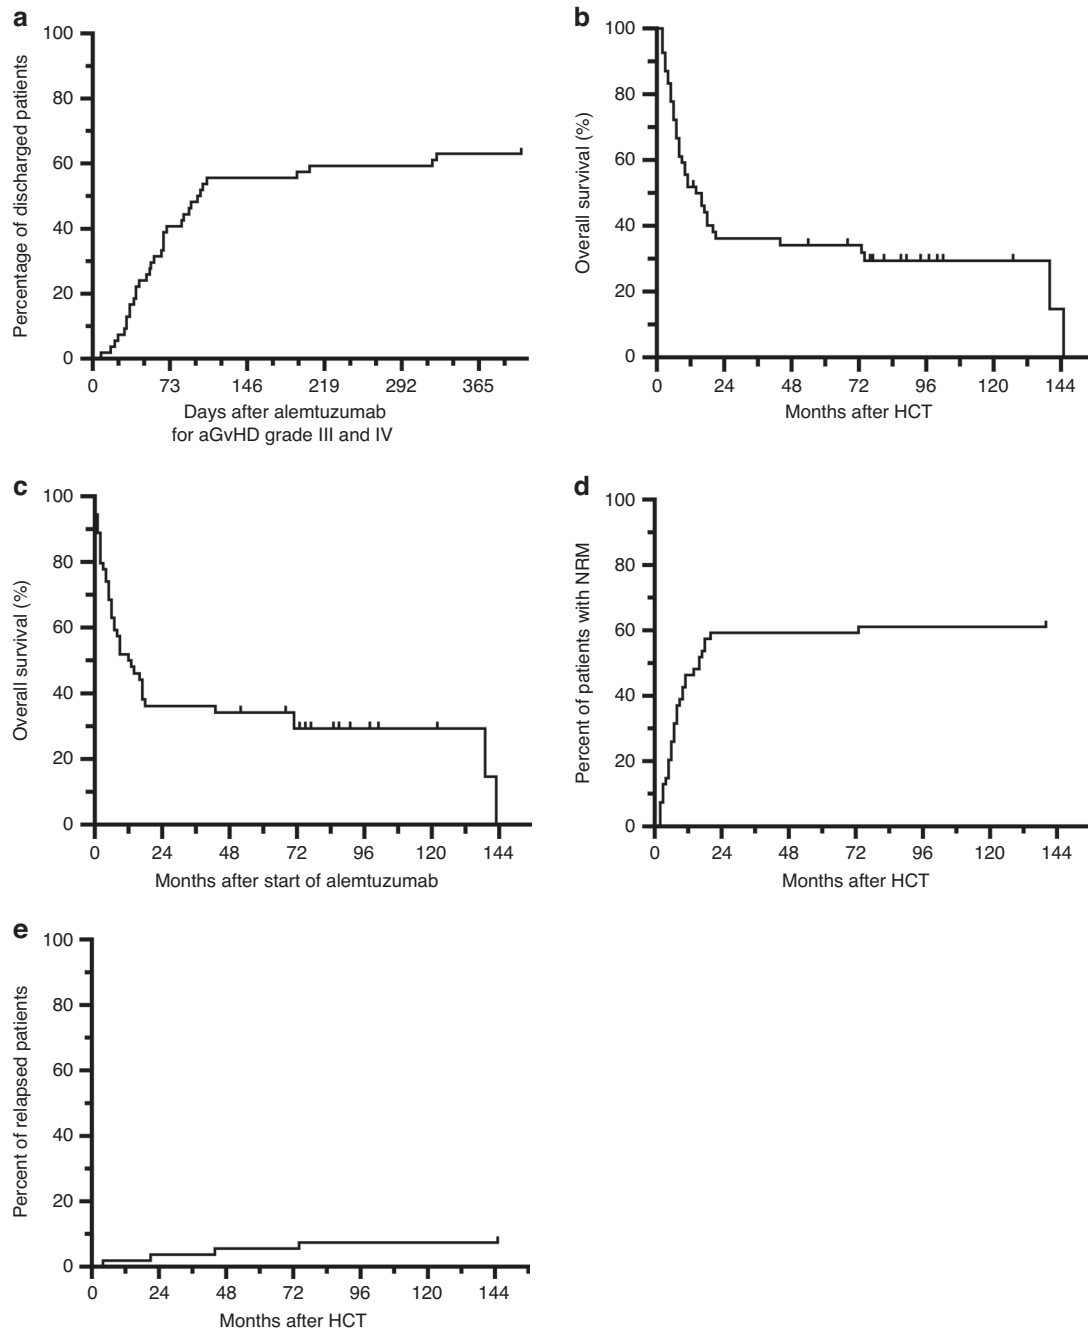 a
100
80
60
40
20
0
Percentage of discharged patients
0 73 146 219 292 365
Days after alemtuzumab
for aGvHD grade III and IV
b
100
80
60
40
20
0
Overall survival (%)
0 24 48 72 96 120 144
Months after HCT
c
100
80
60
40
20
0
Overall survival (%)
0 24 48 72 96 120 144
Months after start of alemtuzumab
d
100
80
60
40
20
0
Percent of patients with NRM
0 24 48 72 96 120 144
Months after HCT
e
100
80
60
40
20
0
Percent of relapsed patients
0 24 48 72 96 120 144
Months after HCT